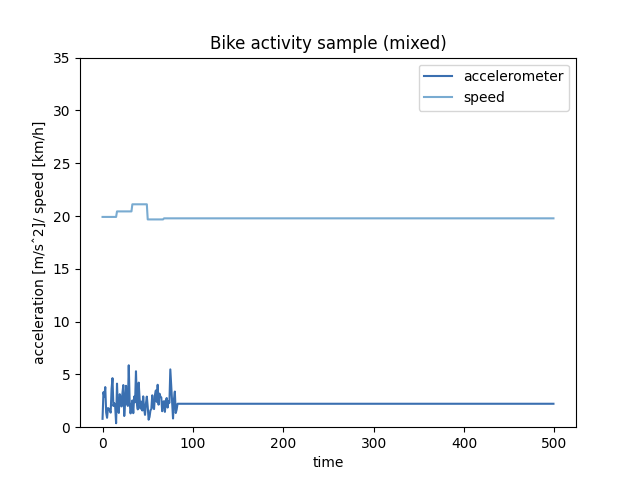 Bike activity sample (mixed)
accelerometer
speed
acceleration [m/s^2]/ speed [km/h]
35
30
25
20
15
10
5
0
0 100 200 300 400 500
time